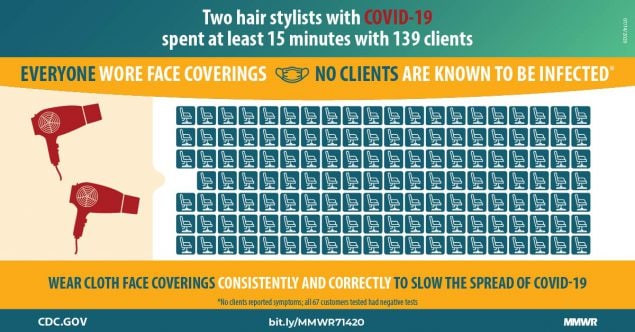 Two hair stylists with COVID-19
spent at least 15 minutes with 139 clients
EVERYONE WORE FACE COVERINGS NO CLIENTS ARE KNOWN TO BE INFECTED*
WEAR CLOTH FACE COVERINGS CONSISTENTLY AND CORRECTLY TO SLOW THE SPREAD OF COVID-19
*No clients reported symptoms; all 67 customers tested had negative tests
CDC.GOV bit.ly/MMWR71420 MMWR